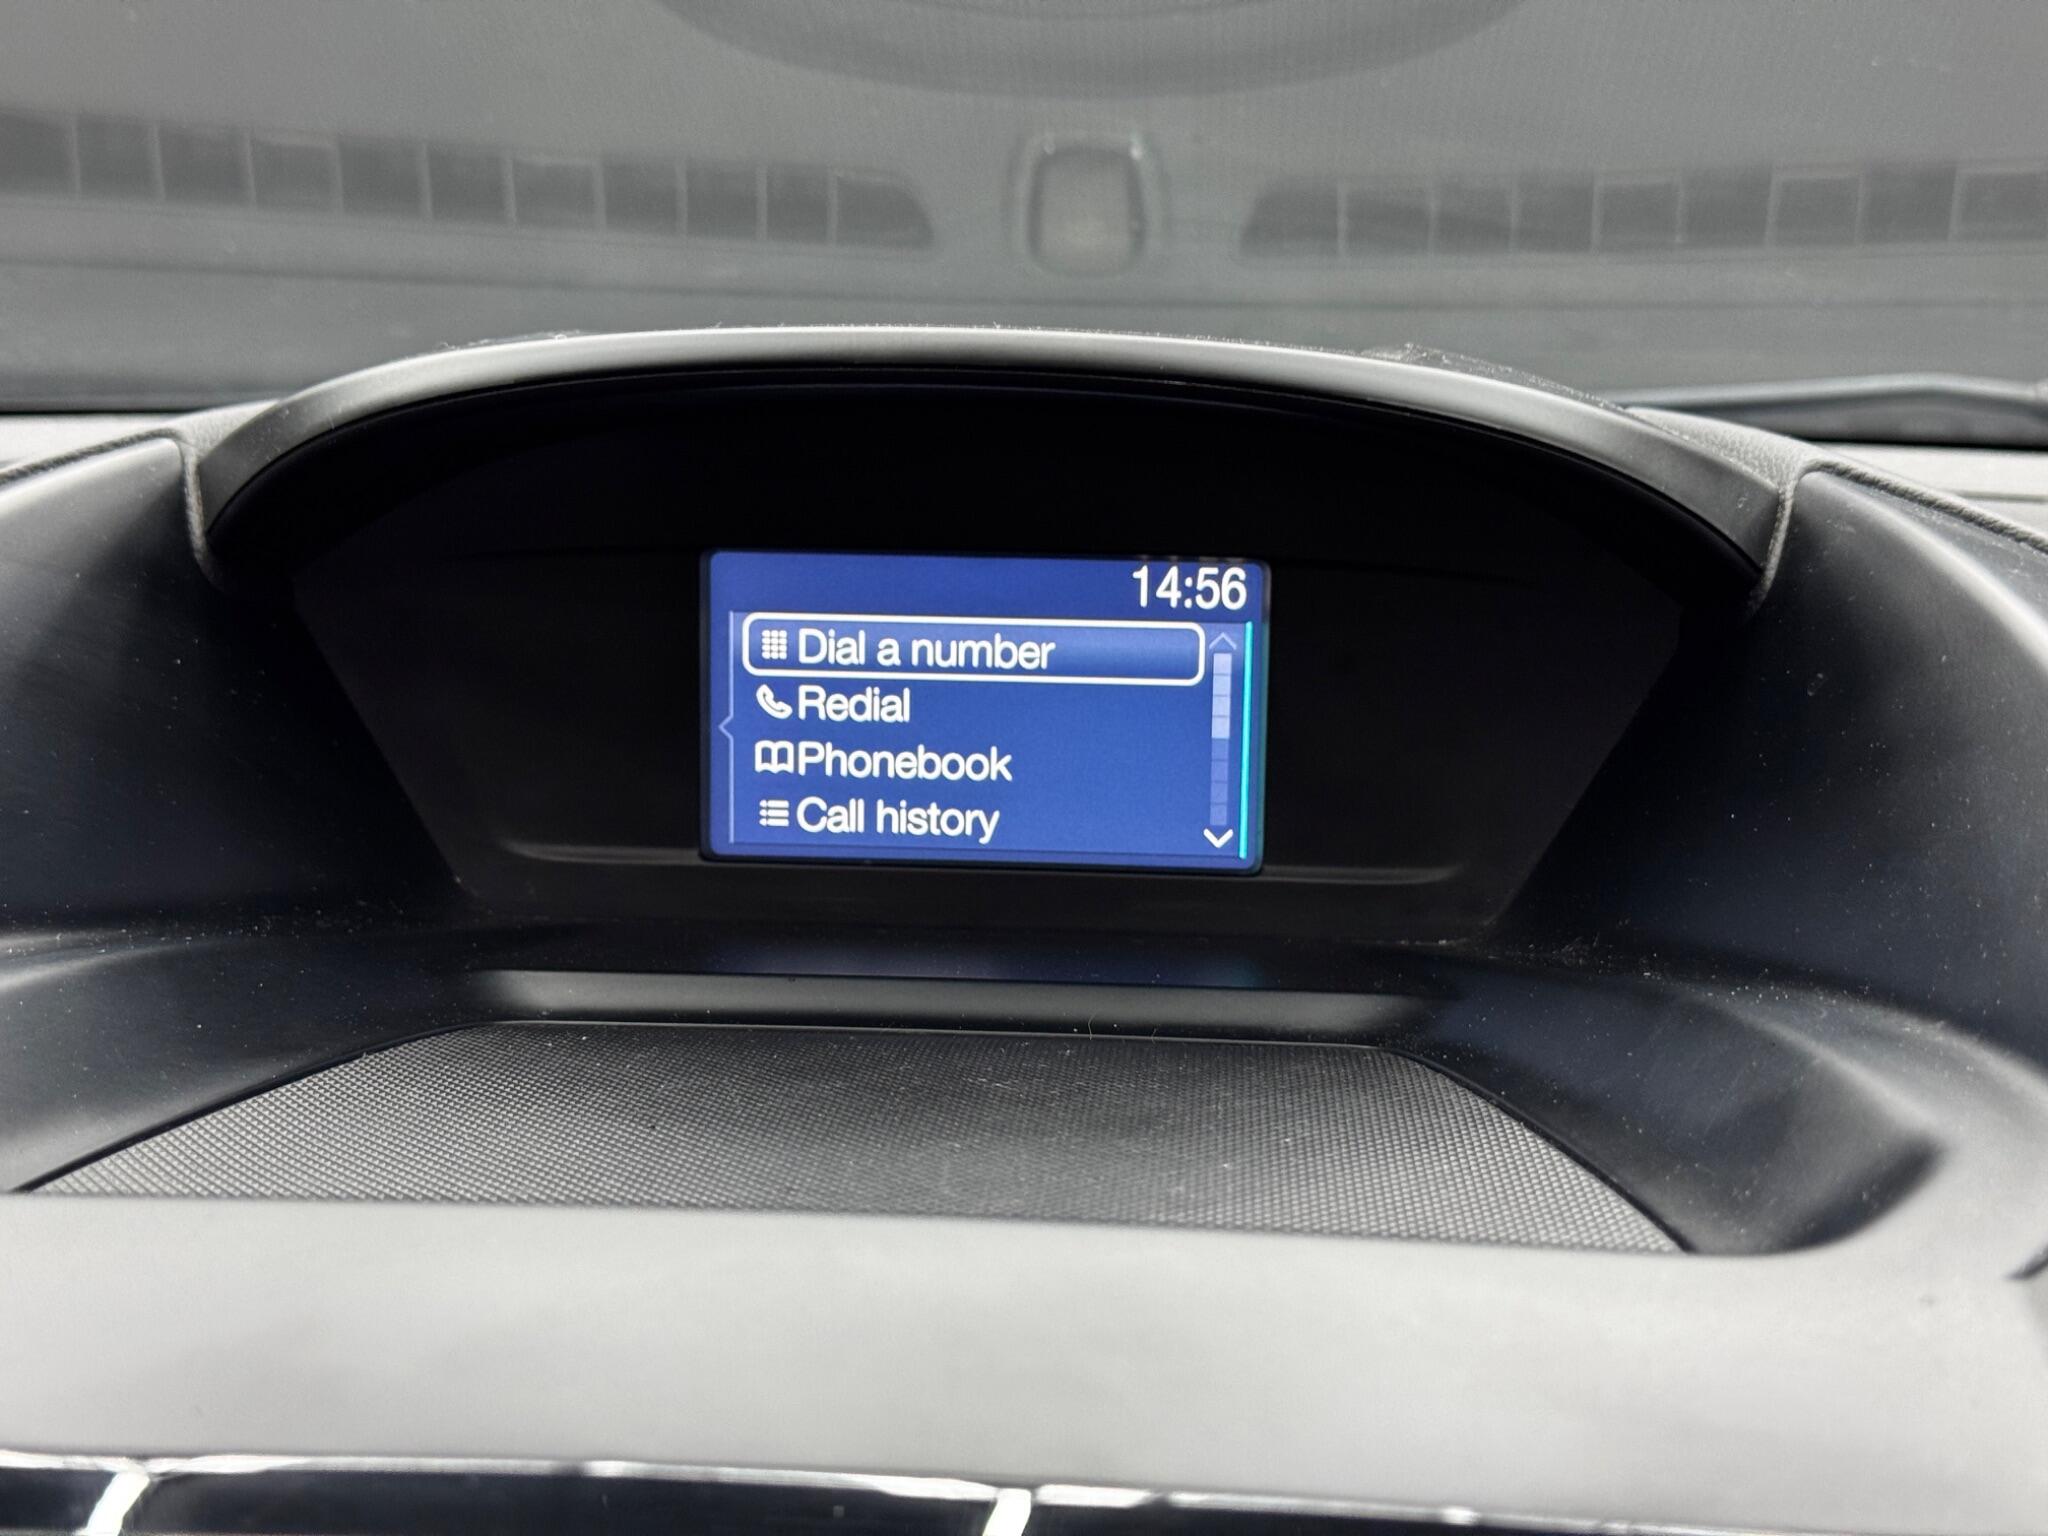 14:56
Dial a number
Redial
Phonebook
Call history